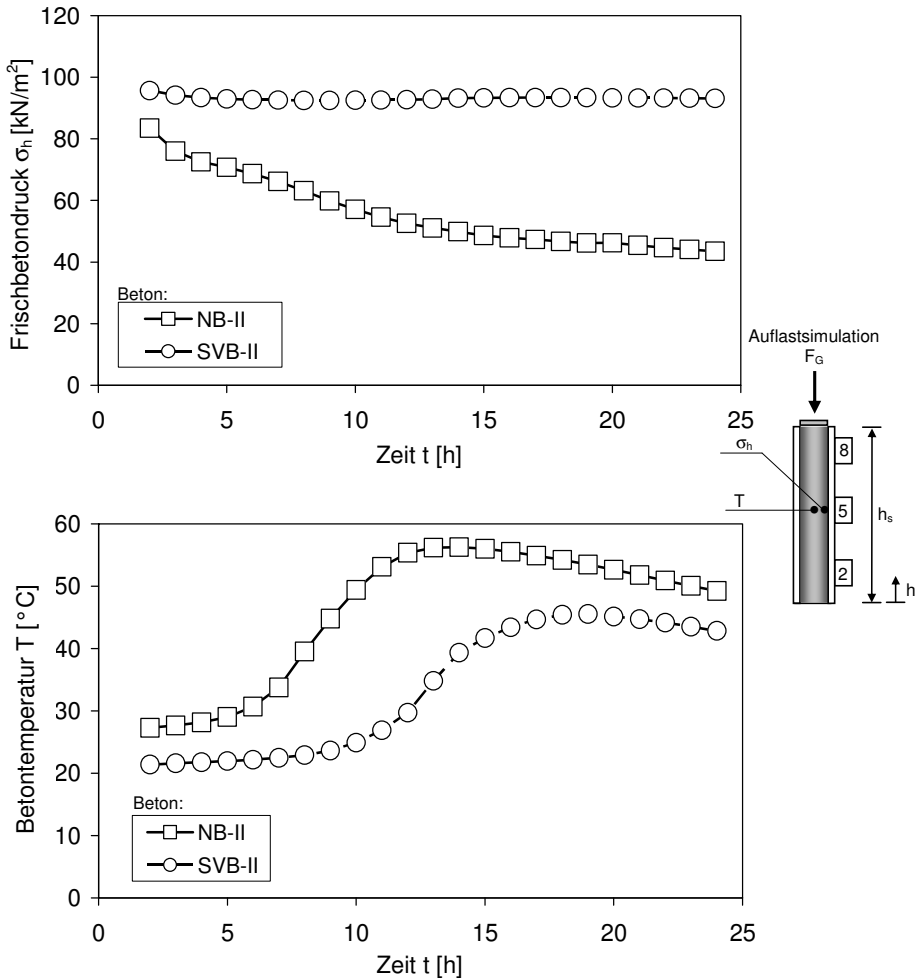 120
100
80
60
40
20
0
Frischbetondruck σh [kN/m²]
Beton:
NB-II
SVB-II
0 5 10 15 20 25
Zeit t [h]
Auflastsimulation
FG
σh
T
8
5
2
hs
h
60
50
40
30
20
10
0
Betontemperatur T [°C]
Beton:
NB-II
SVB-II
0 5 10 15 20 25
Zeit t [h]